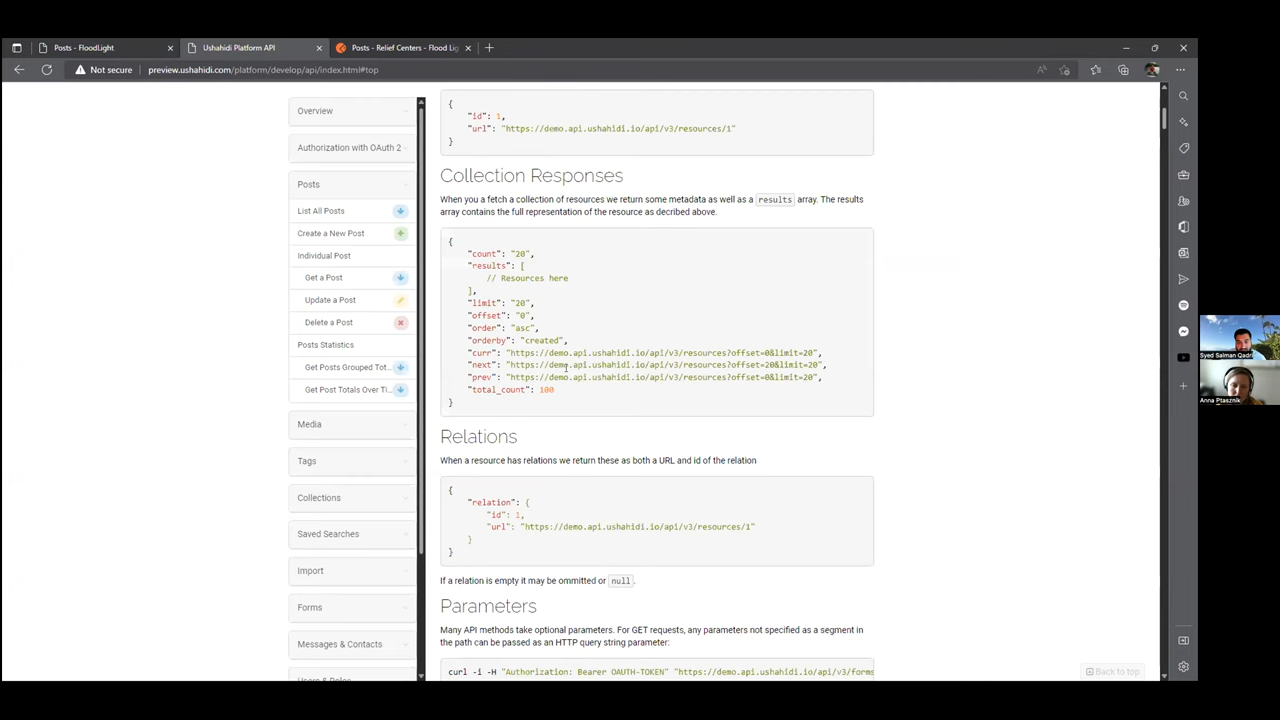 Posts - FloodLight
Ushahidi Platform API
Posts - Relief Centers - Flood Li
Not secure
preview.ushahidi.com/platform/develop/api/index.html#top
Overview
Authorization with OAuth 2
Posts
List All Posts
Create a New Post
Individual Post
Get a Post
Update a Post
Delete a Post
Posts Statistics
Get Posts Grouped Tot...
Get Post Totals Over Ti...
Media
Tags
Collections
Saved Searches
Import
Forms
Messages & Contacts
{
"id": 1,
"url": "https://demo.api.ushahidi.io/api/v3/resources/1"
}
Collection Responses
When you a fetch a collection of resources we return some metadata as well as a results array. The results
array contains the full representation of the resource as decribed above.
{
"count": "20",
"results": [
// Resources here
],
"limit": "20",
"offset": "0",
"order": "asc",
"orderby": "created",
"curr": "https://demo.api.ushahidi.io/api/v3/resources?offset=0&limit=20",
"next": "https://demo.api.ushahidi.io/api/v3/resources?offset=20&limit=20",
"prev": "https://demo.api.ushahidi.io/api/v3/resources?offset=0&limit=20",
"total_count": 100
}
Relations
When a resource has relations we return these as both a URL and id of the relation
{
"relation": {
"id": 1,
"url": "https://demo.api.ushahidi.io/api/v3/resources/1"
}
}
If a relation is empty it may be ommitted or null.
Parameters
Many API methods take optional parameters. For GET requests, any parameters not specified as a segment in
the path can be passed as an HTTP query string parameter:
curl -i -H "Authorization: Bearer OAUTH-TOKEN" "https://demo.api.ushahidi.io/api/v3/forms
Back to top
Syed Salman Qadri
Anna Ptasznik